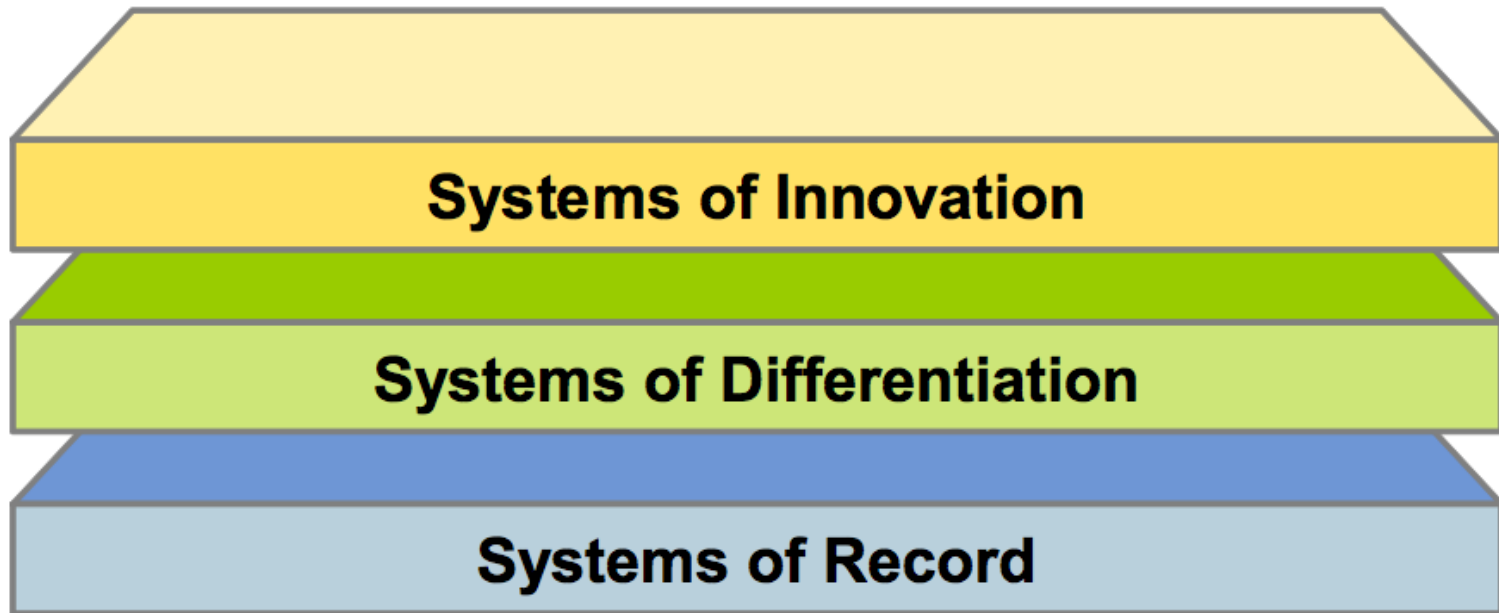 Systems of Innovation
Systems of Differentiation
Systems of Record